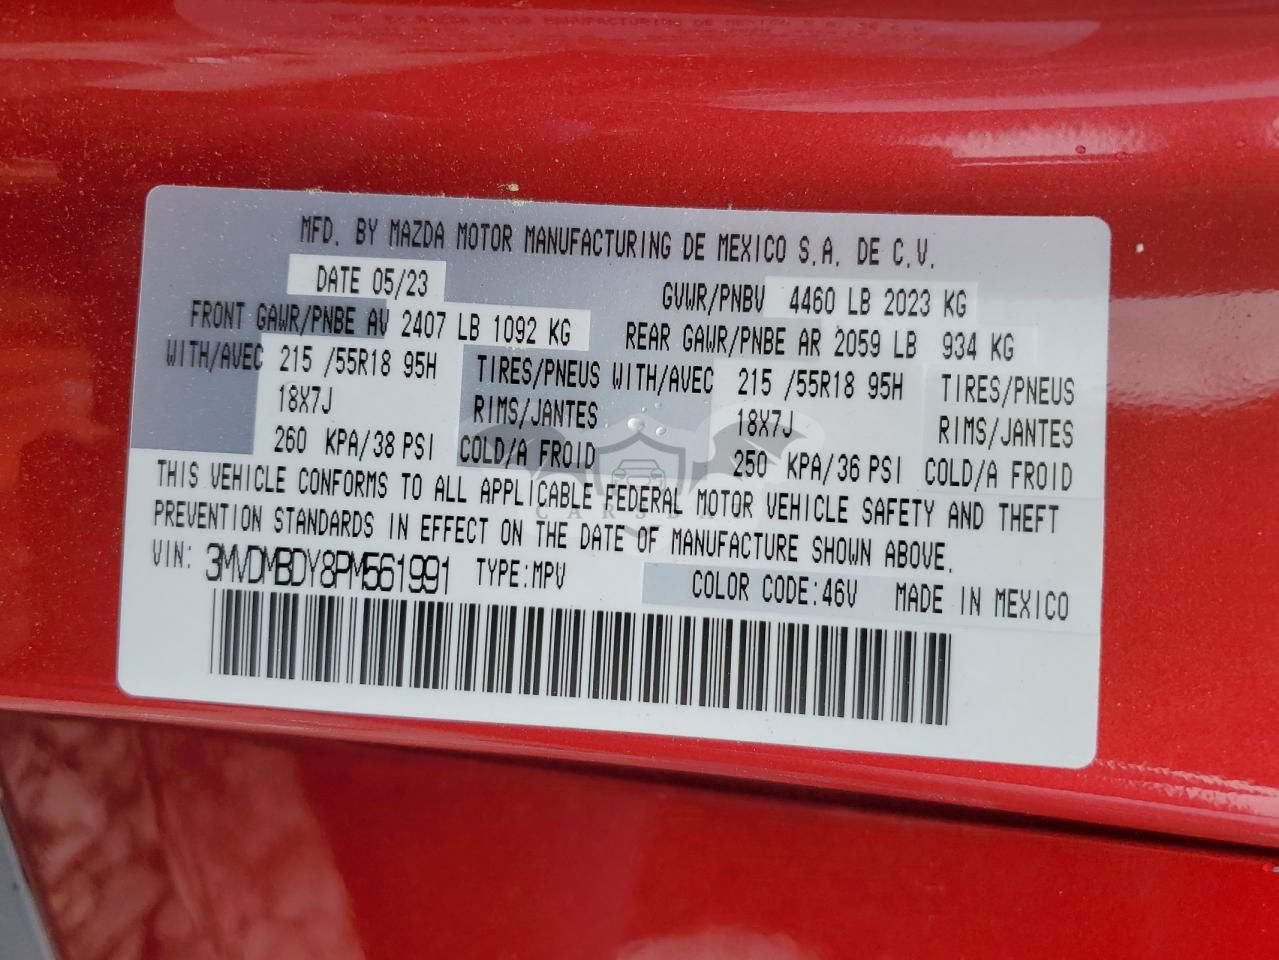 MFD. BY MAZDA MOTOR MANUFACTURING DE MEXICO S.A. DE C.V.
DATE 05/23 GVWR/PNBV 4460 LB 2023 KG
FRONT GAWR/PNBE AV 2407 LB 1092 KG REAR GAWR/PNBE AR 2059 LB 934 KG
WITH/AVEC 215 /55R18 95H TIRES/PNEUS WITH/AVEC 215 /55R18 95H TIRES/PNEUS
18X7J RIMS/JANTES 18X7J RIMS/JANTES
260 KPA/38 PSI COLD/A FROID 250 KPA/36 PSI COLD/A FROID
THIS VEHICLE CONFORMS TO ALL APPLICABLE FEDERAL MOTOR VEHICLE SAFETY AND THEFT
PREVENTION STANDARDS IN EFFECT ON THE DATE OF MANUFACTURE SHOWN ABOVE.
VIN: 3MVDMBDY8PM561991 TYPE:MPV COLOR CODE:46V MADE IN MEXICO